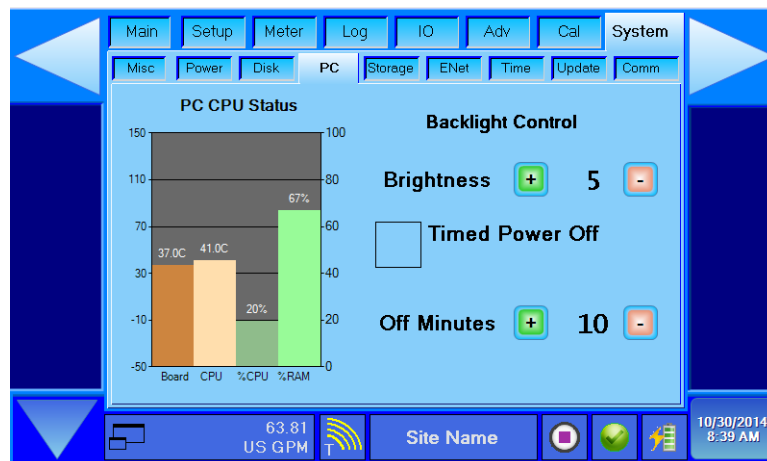 Main Setup Meter Log IO Adv Cal System
Misc Power Disk PC Storage ENet Time Update Comm
PC CPU Status
150
110
70
30
-10
-50
37.0C
41.0C
20%
67%
100
80
60
40
20
0
Board CPU %CPU %RAM
Backlight Control
Brightness + 5 -
Timed Power Off
Off Minutes + 10 -
63.81
US GPM
T
Site Name
10/30/2014
8:39 AM